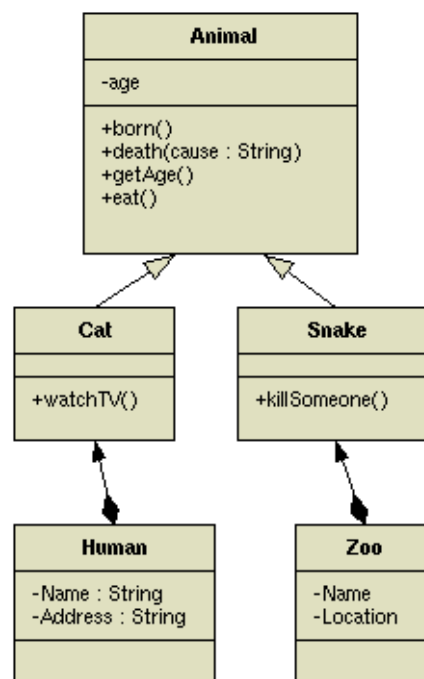 Animal
-age
+born()
+death(cause : String)
+getAge()
+eat()
Cat
+watchTV()
Snake
+killSomeone()
Human
-Name : String
-Address : String
Zoo
-Name
-Location